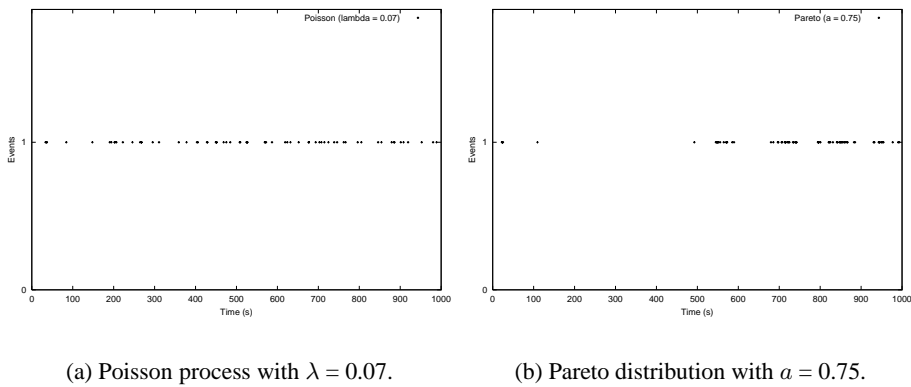 Poisson (lambda = 0.07)
Events
1
0
0 100 200 300 400 500 600 700 800 900 1000
Time (s)
(a) Poisson process with λ = 0.07.
Pareto (a = 0.75)
Events
1
0
0 100 200 300 400 500 600 700 800 900 1000
Time (s)
(b) Pareto distribution with a = 0.75.